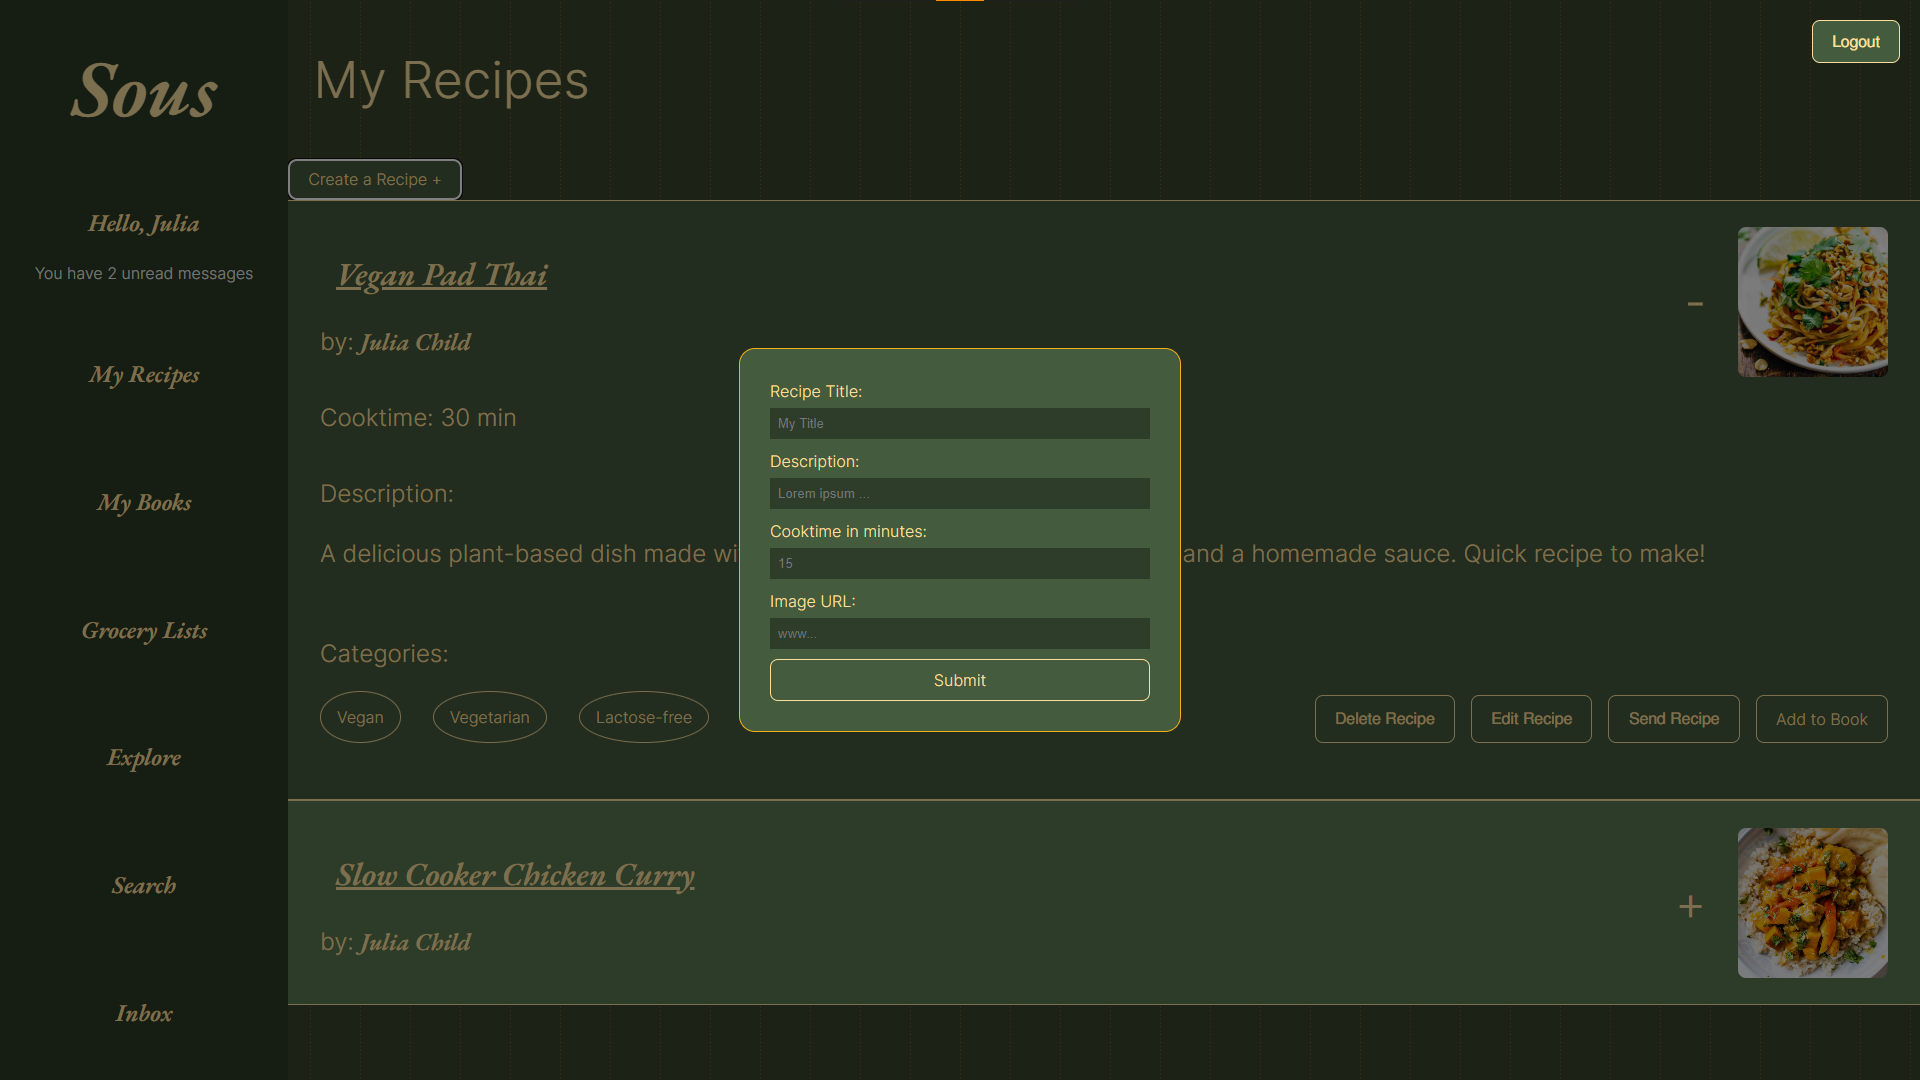 Sous
Hello, Julia
You have 2 unread messages
My Recipes
My Books
Grocery Lists
Explore
Search
Inbox
My Recipes
Logout
Create a Recipe +
Vegan Pad Thai
-
by: Julia Child
Cooktime: 30 min
Description:
A delicious plant-based dish made wi
and a homemade sauce. Quick recipe to make!
Categories:
Vegan
Vegetarian
Lactose-free
Delete Recipe
Edit Recipe
Send Recipe
Add to Book
Recipe Title:
My Title
Description:
Lorem ipsum ...
Cooktime in minutes:
15
Image URL:
www...
Submit
Slow Cooker Chicken Curry
+
by: Julia Child